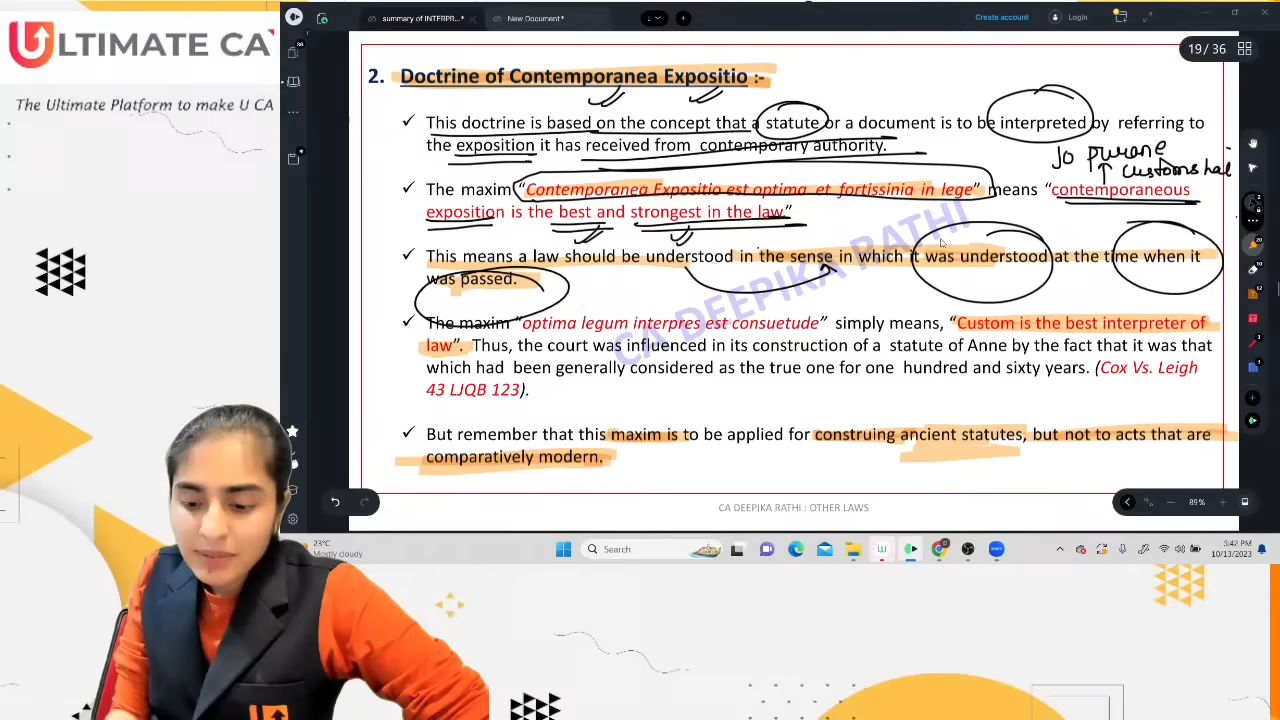 ULTIMATE CA
The Ultimate Platform to make U CA
summary of INTERPR...*
New Document*
2
Create account
Login
19 / 36
2. Doctrine of Contemporanea Expositio :-
✓ This doctrine is based on the concept that a statute or a document is to be interpreted by referring to
the exposition it has received from contemporary authority.
jo purane
customs hai
✓ The maxim "Contemporanea Expositio est optima et fortissinia in lege" means "contemporaneous
exposition is the best and strongest in the law."
✓ This means a law should be understood in the sense in which it was understood at the time when it
was passed.
✓ The maxim "optima legum interpres est consuetude" simply means, "Custom is the best interpreter of
law". Thus, the court was influenced in its construction of a statute of Anne by the fact that it was that
which had been generally considered as the true one for one hundred and sixty years. (Cox Vs. Leigh
43 LJQB 123).
✓ But remember that this maxim is to be applied for construing ancient statutes, but not to acts that are
comparatively modern.
CA DEEPIKA RATHI
CA DEEPIKA RATHI : OTHER LAWS
89%
23°C
Mostly cloudy
Search
5:42 PM
10/13/2023